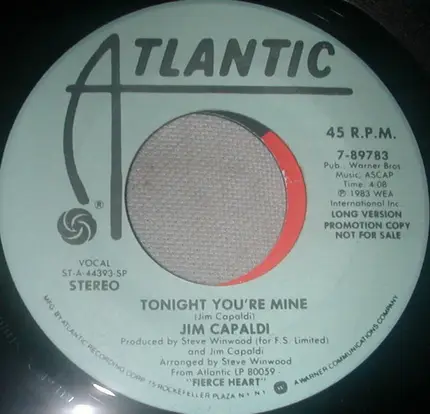 ATLANTIC
®
45 R.P.M.
7-89783
Pub., Warner Bros.
Music, ASCAP
Time: 4:08
℗ 1983 WEA
International Inc.
LONG VERSION
PROMOTION COPY
NOT FOR SALE
VOCAL
ST-A-44393-SP
STEREO
TONIGHT YOU'RE MINE
(Jim Capaldi)
JIM CAPALDI
Produced by Steve Winwood (for F.S. Limited)
and Jim Capaldi
Arranged by Steve Winwood
From Atlantic LP 80059
"FIERCE HEART"
MFG. BY ATLANTIC RECORDING CORP. 75 ROCKEFELLER PLAZA N.Y. N.Y. A WARNER COMMUNICATIONS COMPANY